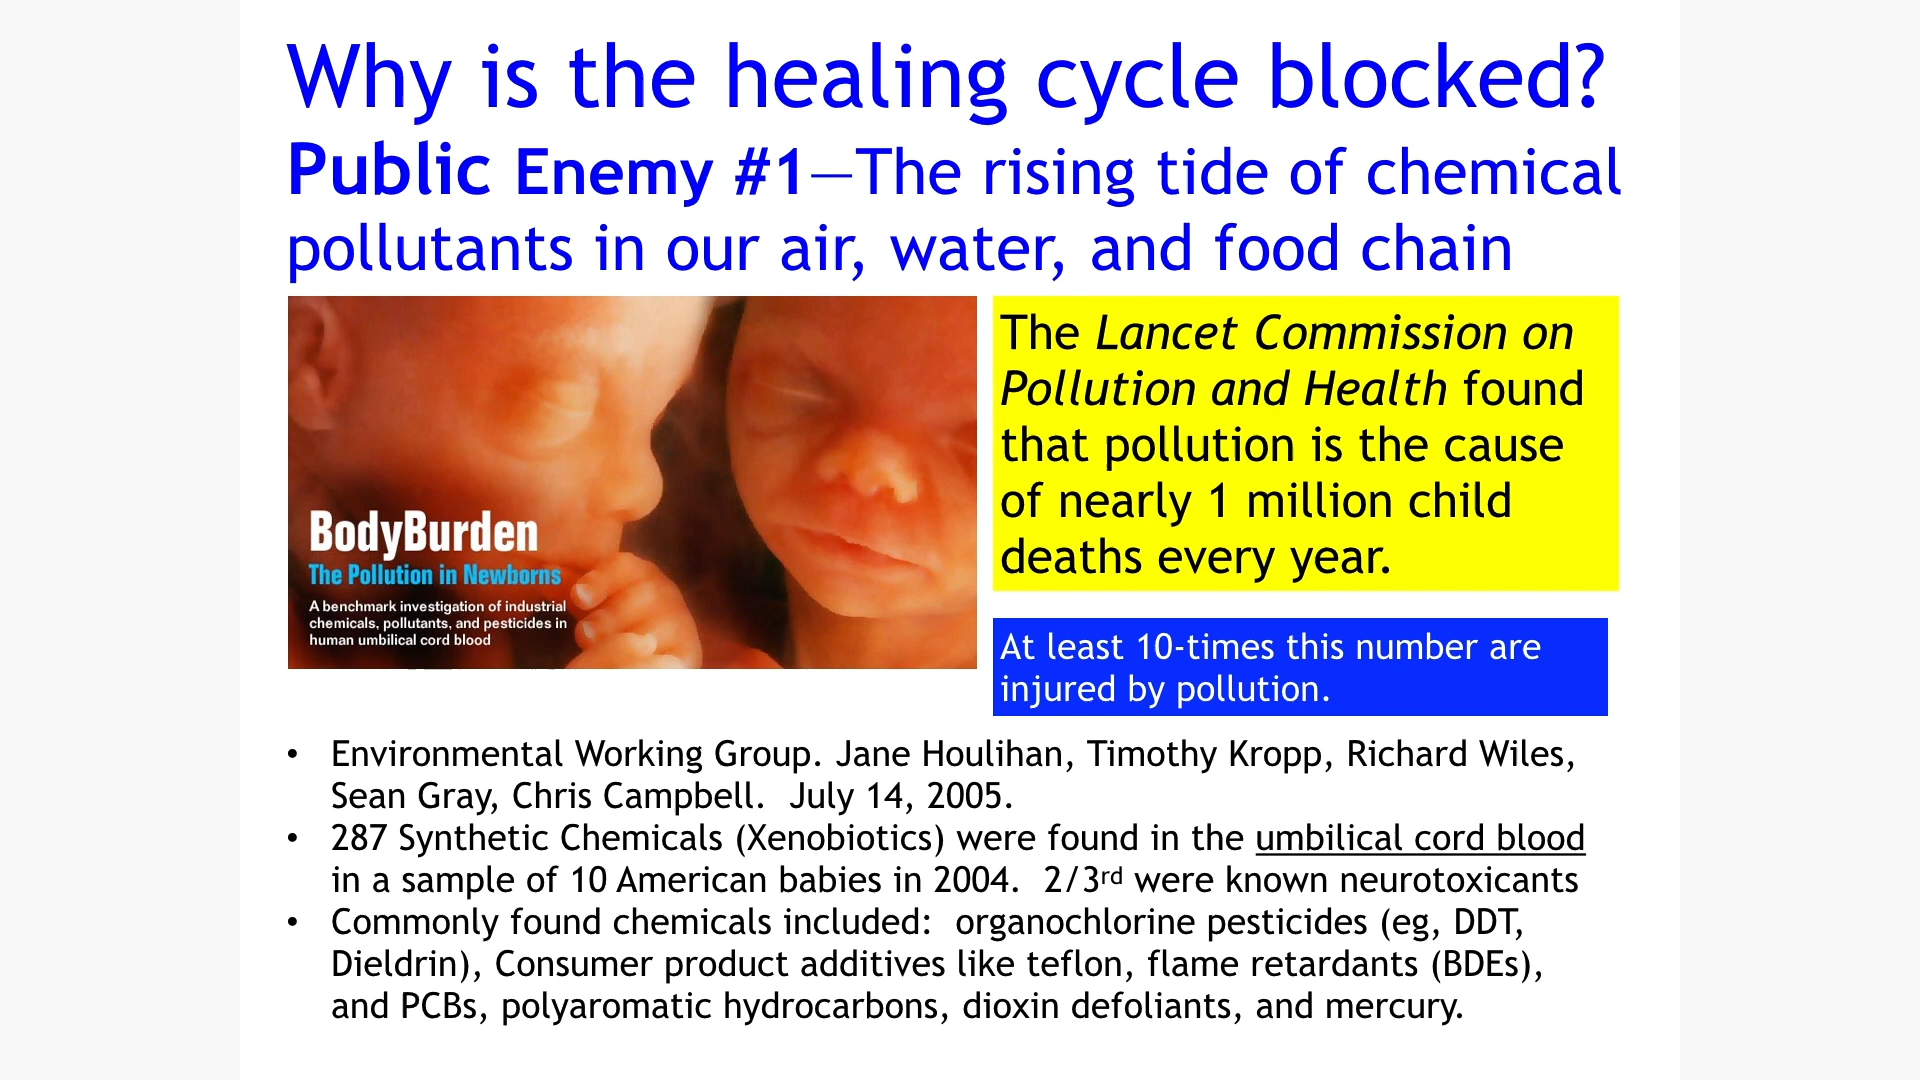 Why is the healing cycle blocked?
Public Enemy #1—The rising tide of chemical
pollutants in our air, water, and food chain
BodyBurden
The Pollution in Newborns
A benchmark investigation of industrial
chemicals, pollutants, and pesticides in
human umbilical cord blood
The Lancet Commission on
Pollution and Health found
that pollution is the cause
of nearly 1 million child
deaths every year.
At least 10-times this number are
injured by pollution.
• Environmental Working Group. Jane Houlihan, Timothy Kropp, Richard Wiles,
Sean Gray, Chris Campbell.  July 14, 2005.
• 287 Synthetic Chemicals (Xenobiotics) were found in the umbilical cord blood
in a sample of 10 American babies in 2004.  2/3rd were known neurotoxicants
• Commonly found chemicals included:  organochlorine pesticides (eg, DDT,
Dieldrin), Consumer product additives like teflon, flame retardants (BDEs),
and PCBs, polyaromatic hydrocarbons, dioxin defoliants, and mercury.